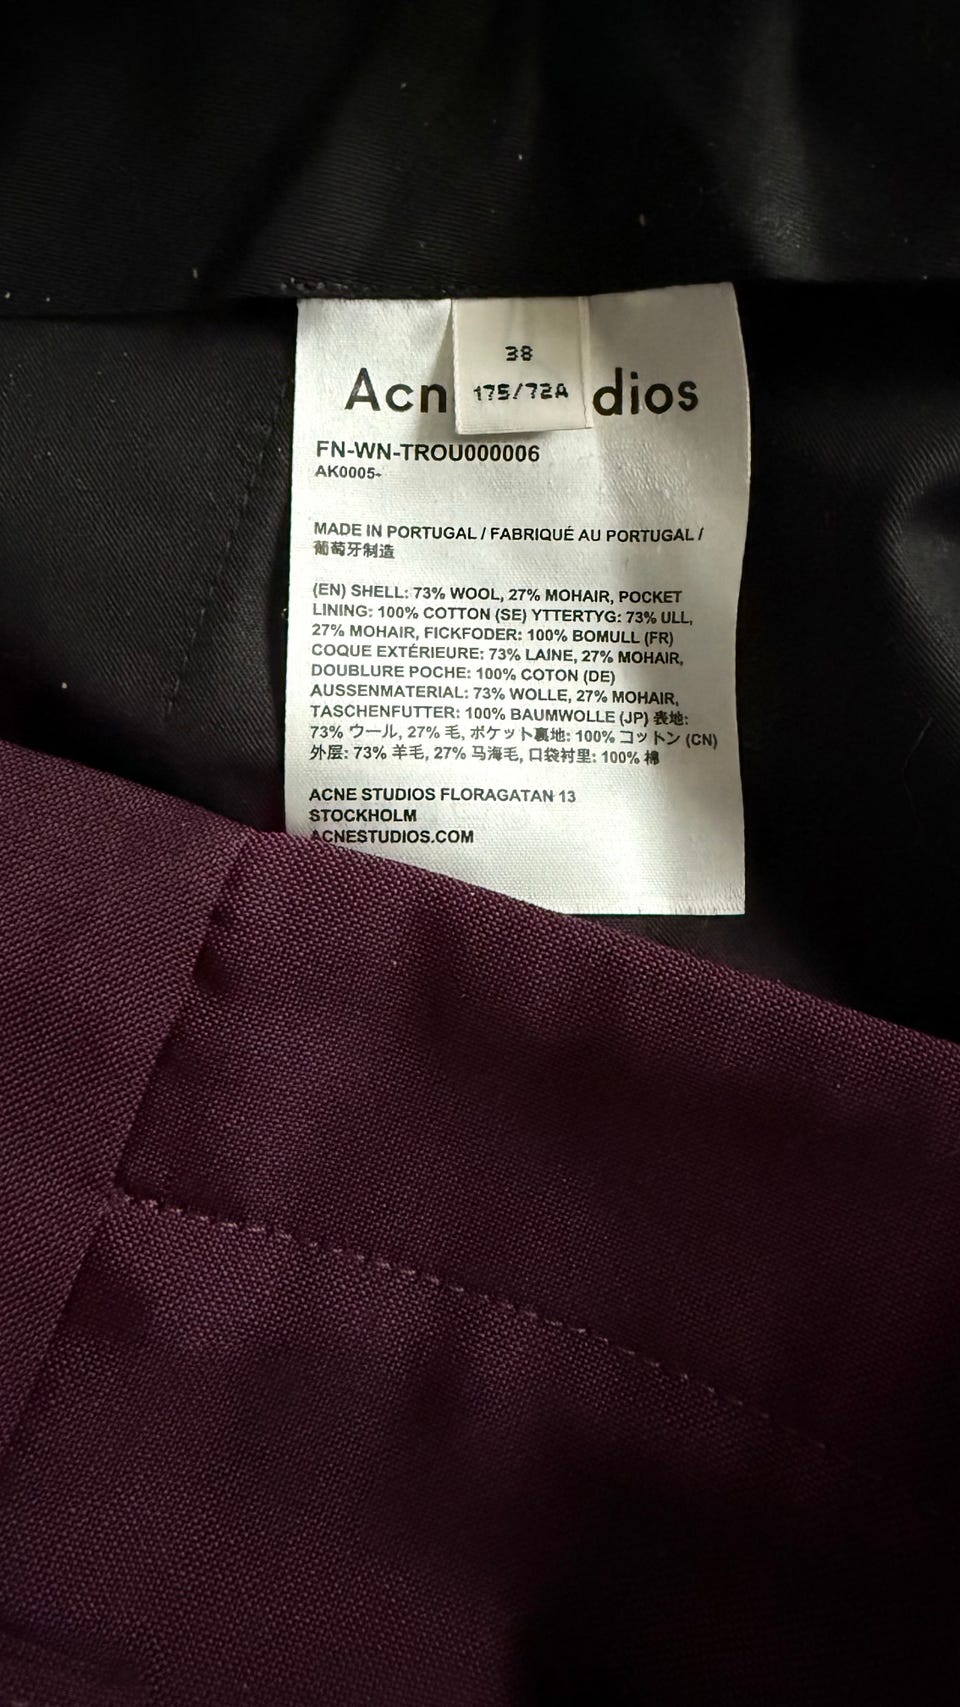 38
175/72A
Acn dios
FN-WN-TROU000006
AK0005-
MADE IN PORTUGAL / FABRIQUÉ AU PORTUGAL /
葡萄牙制造
(EN) SHELL: 73% WOOL, 27% MOHAIR, POCKET
LINING: 100% COTTON (SE) YTTERTYG: 73% ULL,
27% MOHAIR, FICKFODER: 100% BOMULL (FR)
COQUE EXTÉRIEURE: 73% LAINE, 27% MOHAIR,
DOUBLURE POCHE: 100% COTON (DE)
AUSSENMATERIAL: 73% WOLLE, 27% MOHAIR,
TASCHENFUTTER: 100% BAUMWOLLE (JP) 表地:
73% ウール, 27% 毛, ポケット裏地: 100% コットン (CN)
外层: 73% 羊毛, 27% 马海毛, 口袋衬里: 100% 棉
ACNE STUDIOS FLORAGATAN 13
STOCKHOLM
ACNESTUDIOS.COM